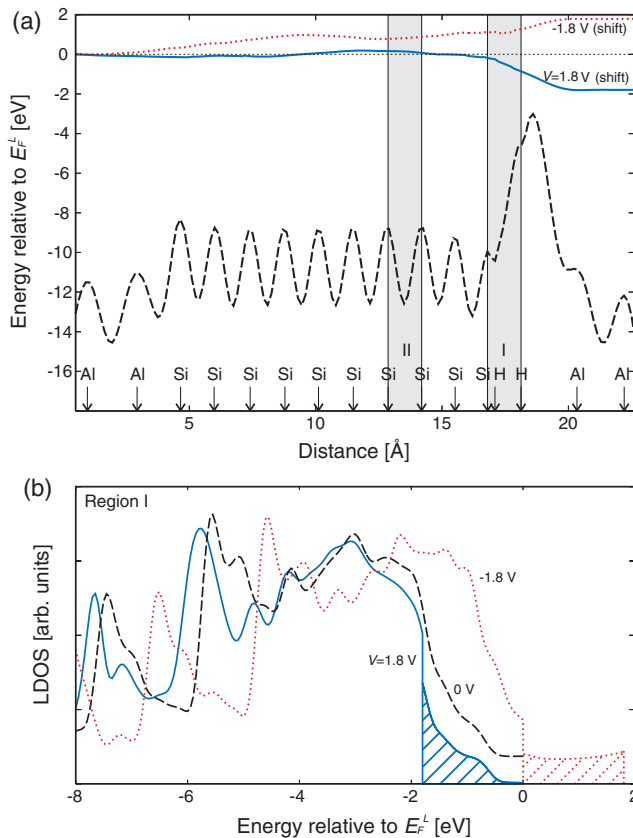 (a)
2
0
-2
-4
-6
-8
-10
-12
-14
-16
Energy relative to E_F^L [eV]
-1.8 V (shift)
V=1.8 V (shift)
II I
Al Al Si Si Si Si Si Si Si Si Si Si H H Al Al
5 10 15 20
Distance [Å]
(b)
Region I
LDOS [arb. units]
-1.8 V
V=1.8 V
0 V
-8 -6 -4 -2 0 2
Energy relative to E_F^L [eV]